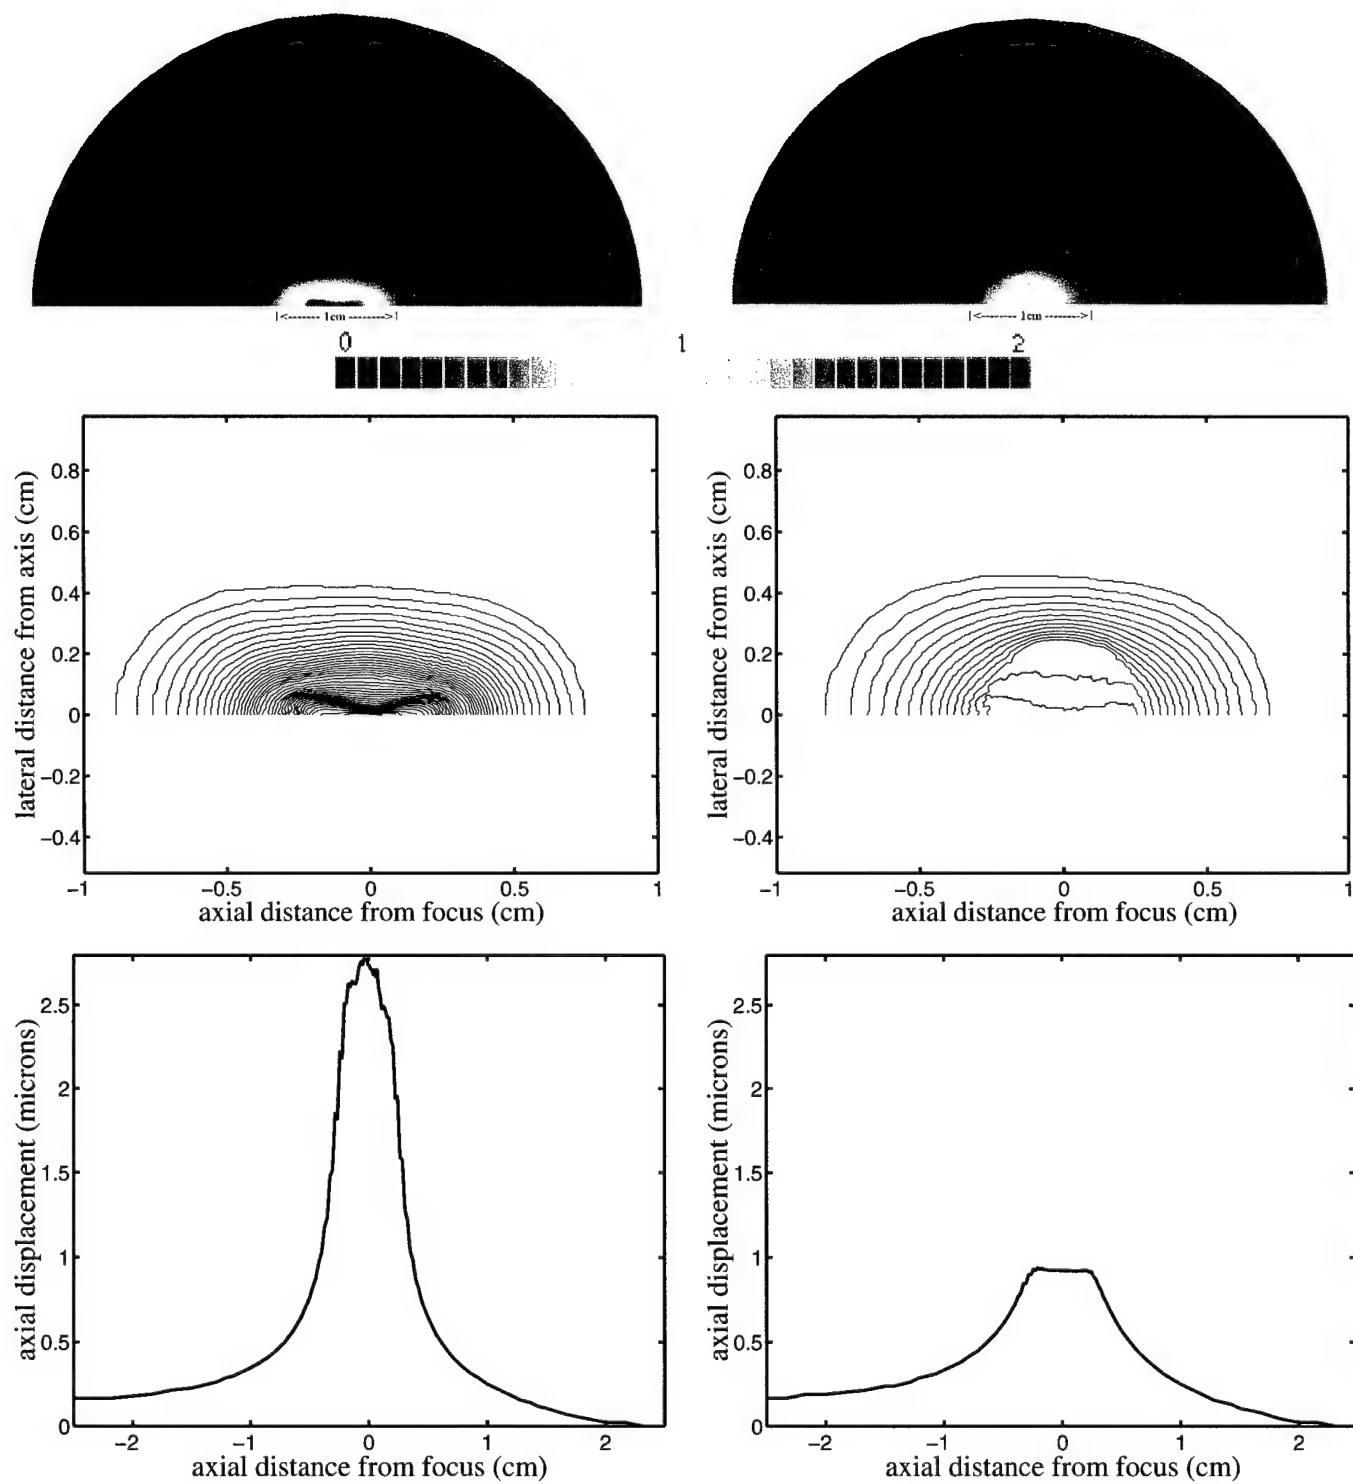 |<------- 1cm ------->|
|<------- 1cm ------->|
0 1 2
lateral distance from axis (cm)
0.8
0.6
0.4
0.2
0
−0.2
−0.4
−1 −0.5 0 0.5 1
axial distance from focus (cm)
lateral distance from axis (cm)
0.8
0.6
0.4
0.2
0
−0.2
−0.4
−1 −0.5 0 0.5 1
axial distance from focus (cm)
axial displacement (microns)
2.5
2
1.5
1
0.5
0
−2 −1 0 1 2
axial distance from focus (cm)
axial displacement (microns)
2.5
2
1.5
1
0.5
0
−2 −1 0 1 2
axial distance from focus (cm)